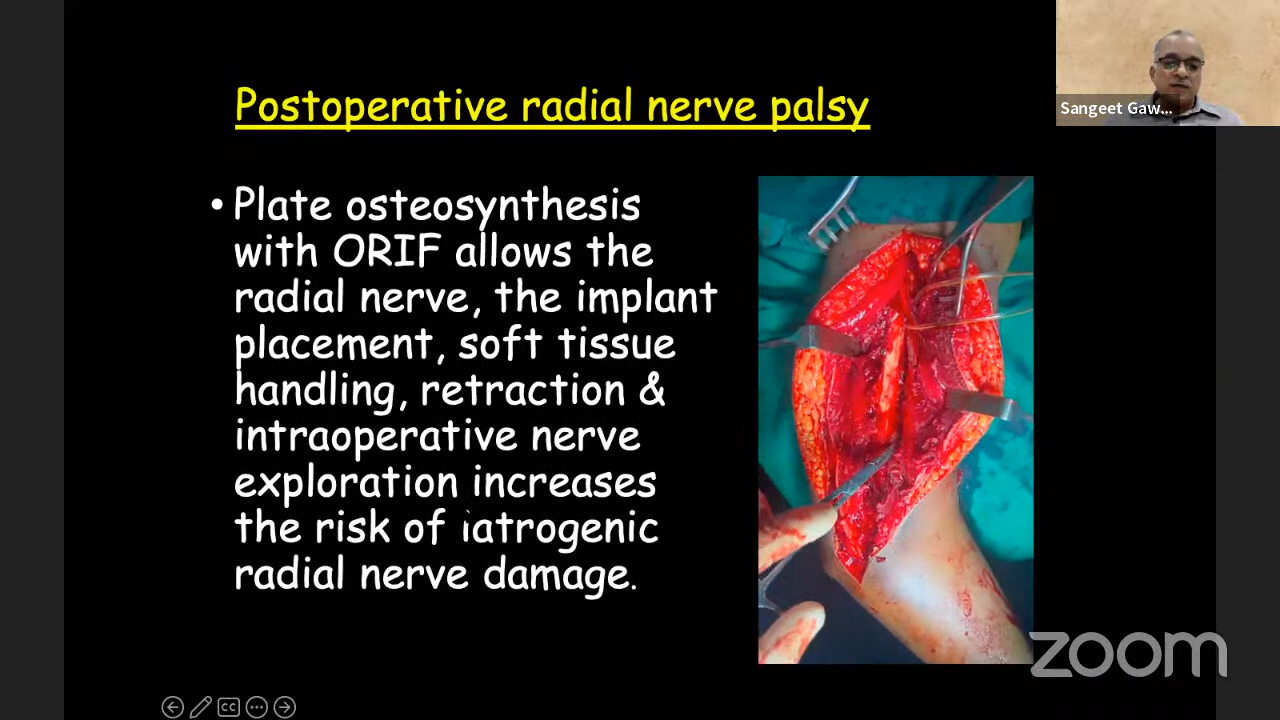 Postoperative radial nerve palsy
Sangeet Gaw...
• Plate osteosynthesis
with ORIF allows the
radial nerve, the implant
placement, soft tissue
handling, retraction &
intraoperative nerve
exploration increases
the risk of iatrogenic
radial nerve damage.
zoom
CC